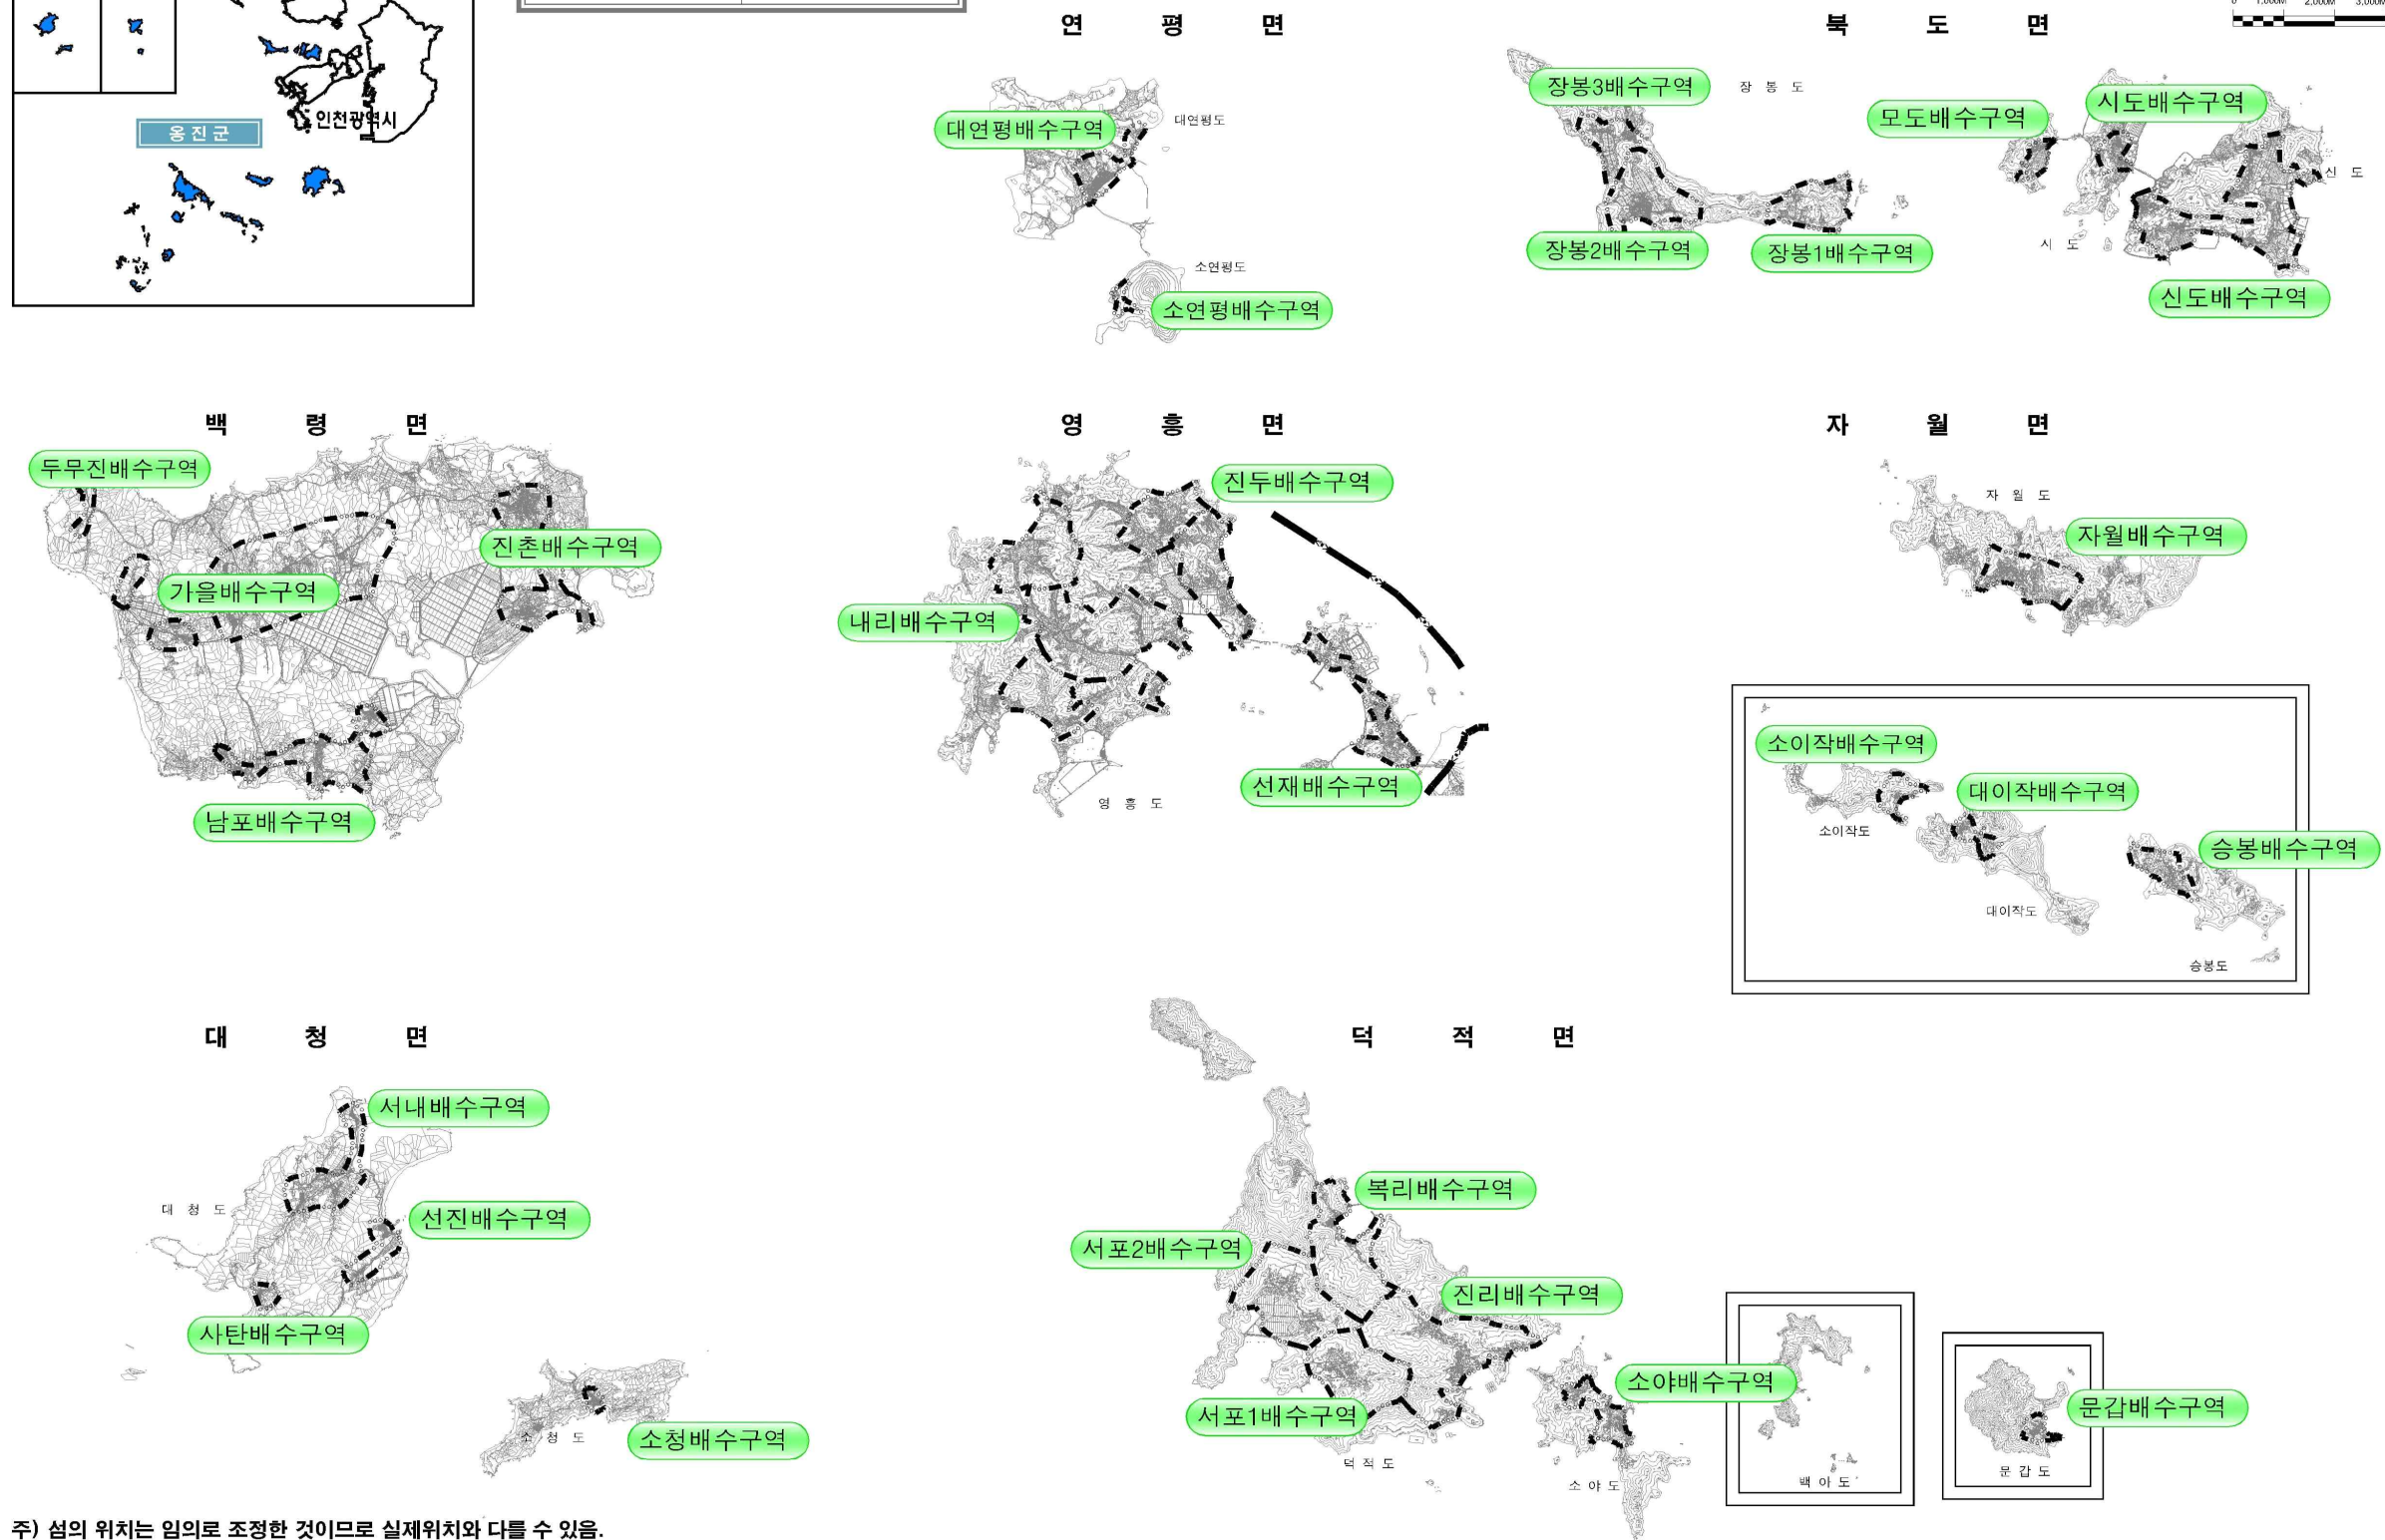 0 1,000M 2,000M 3,000M
인천광역시
옹진군
연 평 면
대연평배수구역
대연평도
소연평도
소연평배수구역
북 도 면
장봉3배수구역
장 봉 도
모도배수구역
시도배수구역
신 도
장봉2배수구역
장봉1배수구역
시 도
신도배수구역
백 령 면
두무진배수구역
진촌배수구역
가을배수구역
남포배수구역
영 흥 면
진두배수구역
내리배수구역
선재배수구역
영 흥 도
자 월 면
자 월 도
자월배수구역
소이작배수구역
대이작배수구역
소이작도
승봉배수구역
대이작도
승봉도
대 청 면
서내배수구역
대 청 도
선진배수구역
사탄배수구역
소청배수구역
소 청 도
덕 적 면
복리배수구역
서포2배수구역
진리배수구역
소야배수구역
서포1배수구역
문갑배수구역
덕 적 도
소 야 도
백 아 도
문 갑 도
주) 섬의 위치는 임의로 조정한 것이므로 실제위치와 다를 수 있음.